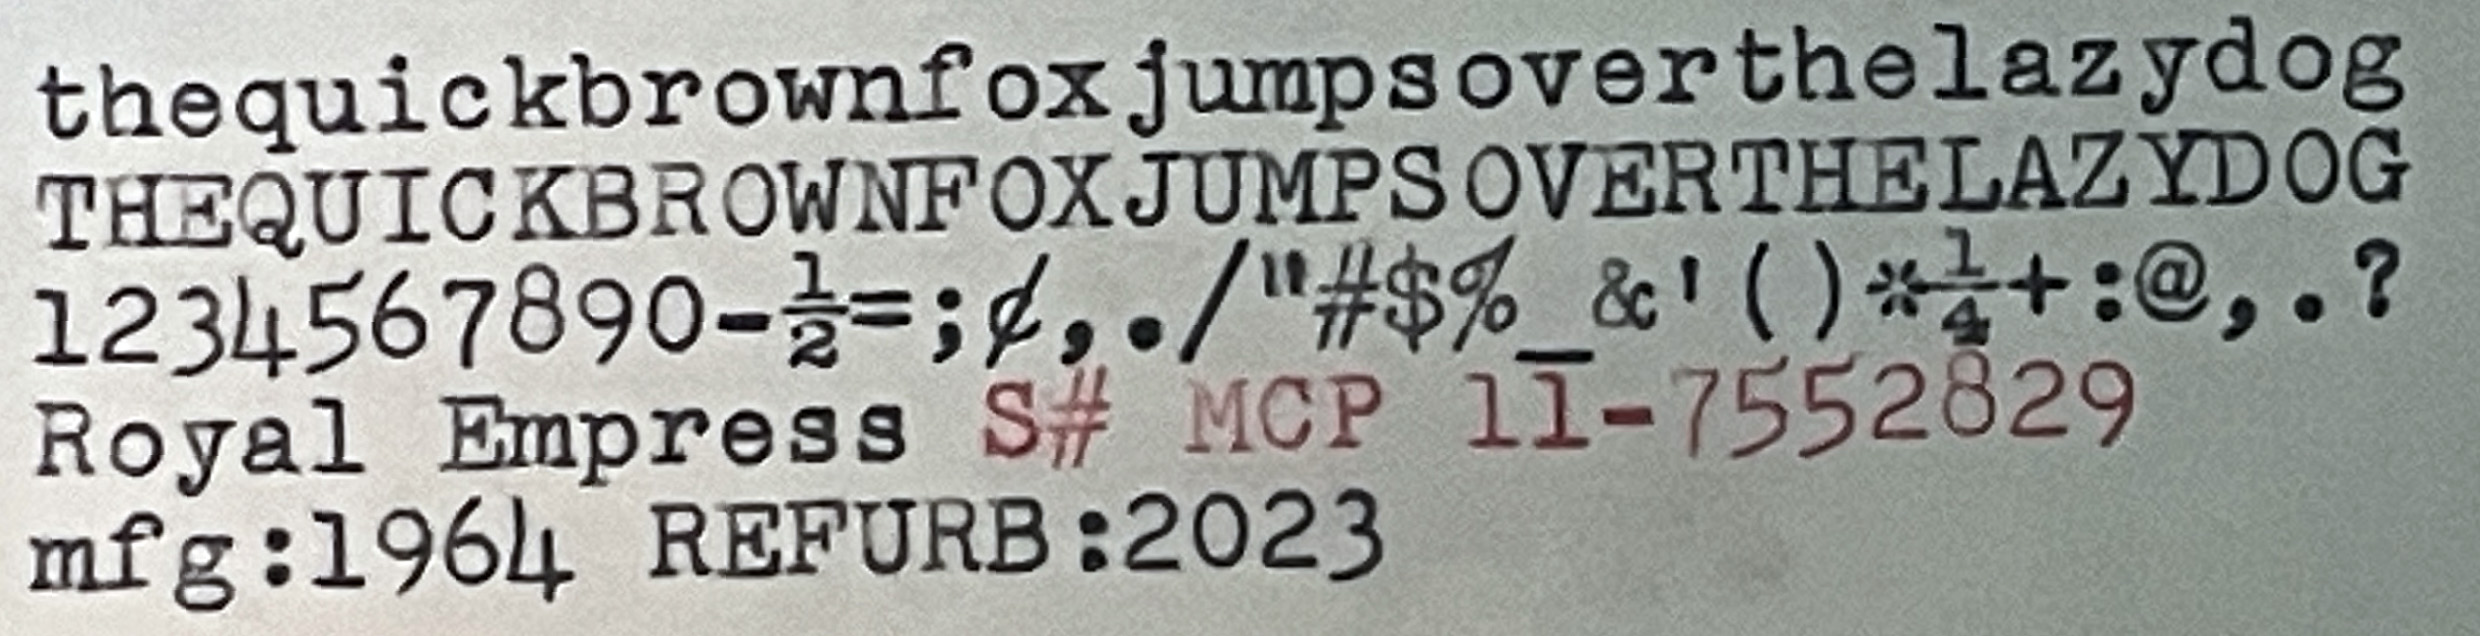 thequickbrownfoxjumpsoverthelazydog
THEQUICKBROWNFOXJUMPSOVERTHELAZYDOG
1234567890-½=;¢,./"#$%_&'()*¼+:@,.?
Royal Empress S# MCP 11-7552829
mfg:1964 REFURB:2023